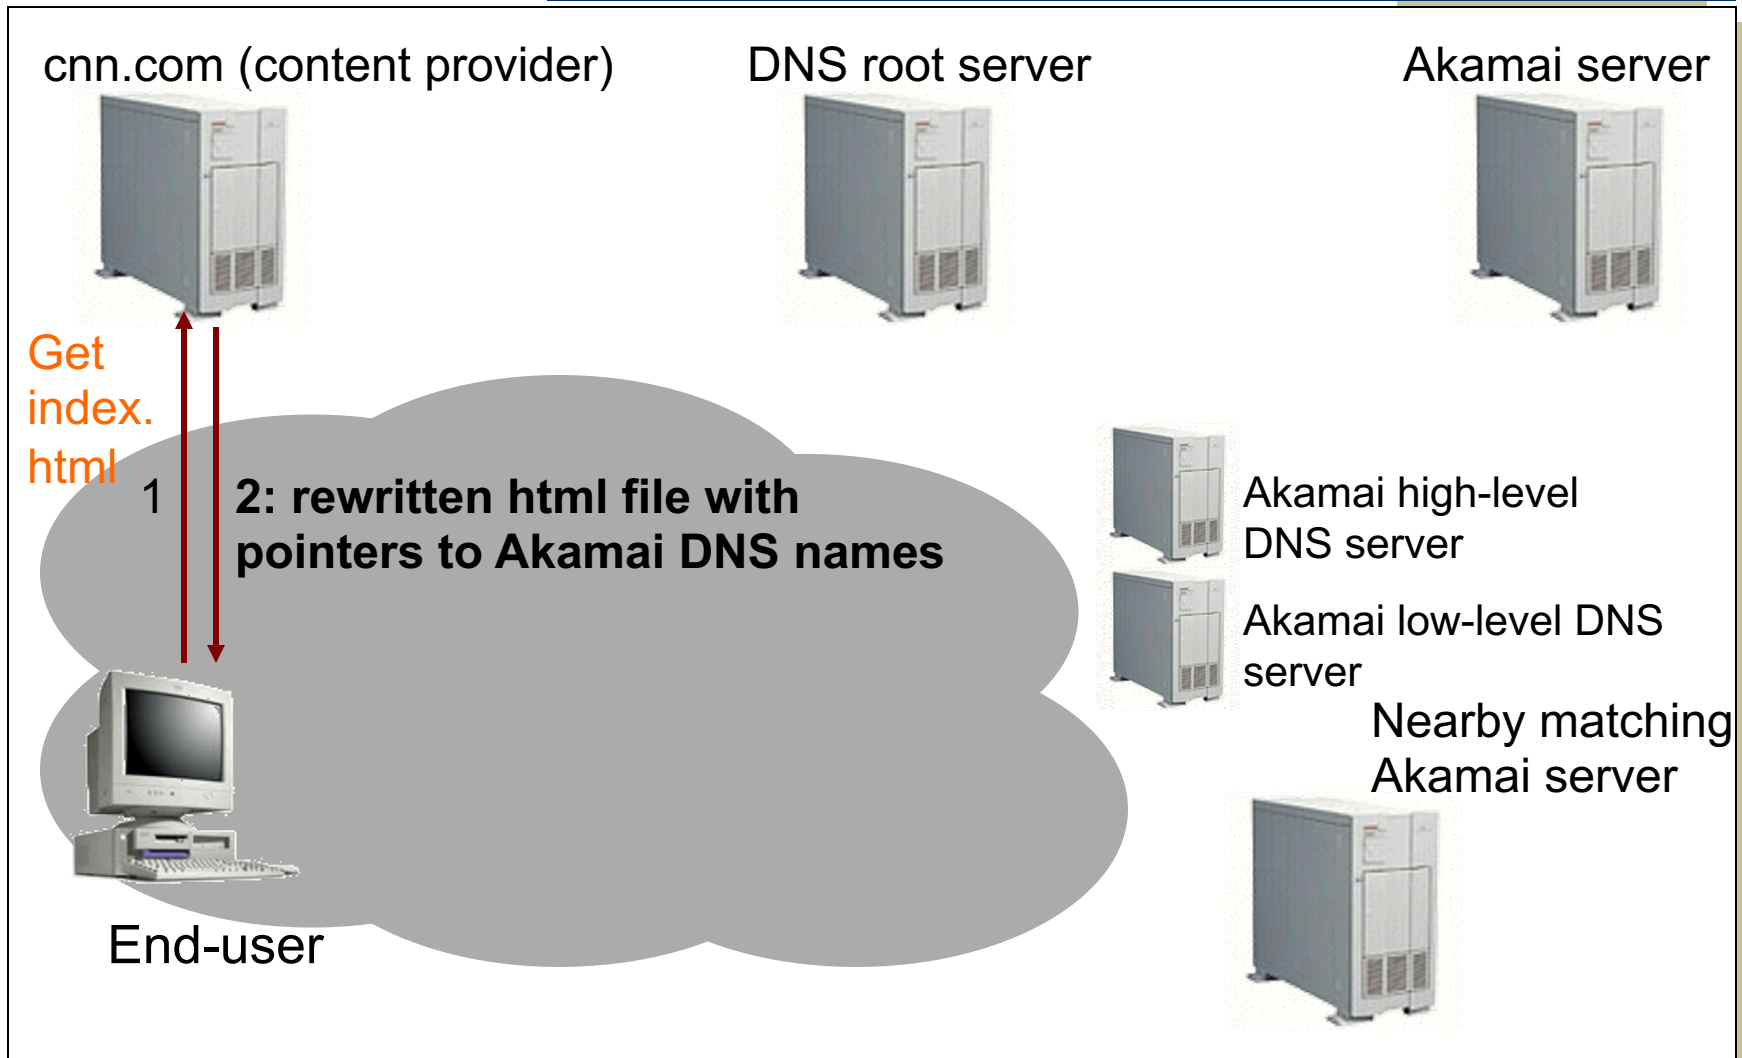 cnn.com (content provider)
DNS root server
Akamai server
Get
index.
html
1
2: rewritten html file with
pointers to Akamai DNS names
Akamai high-level
DNS server
Akamai low-level DNS
server
Nearby matching
Akamai server
End-user